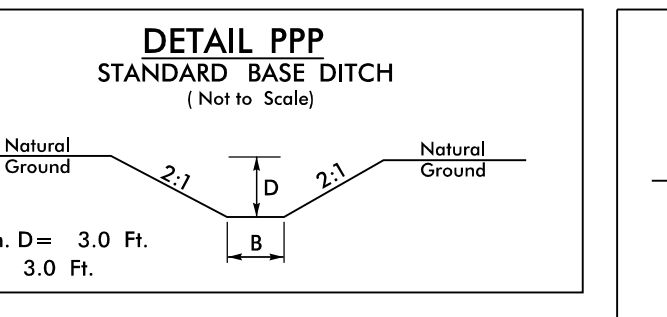 DETAIL PPP
STANDARD BASE DITCH
( Not to Scale)
Natural
Ground
2:1
D
2:1
Natural
Ground
B
D= 3.0 Ft.
3.0 Ft.